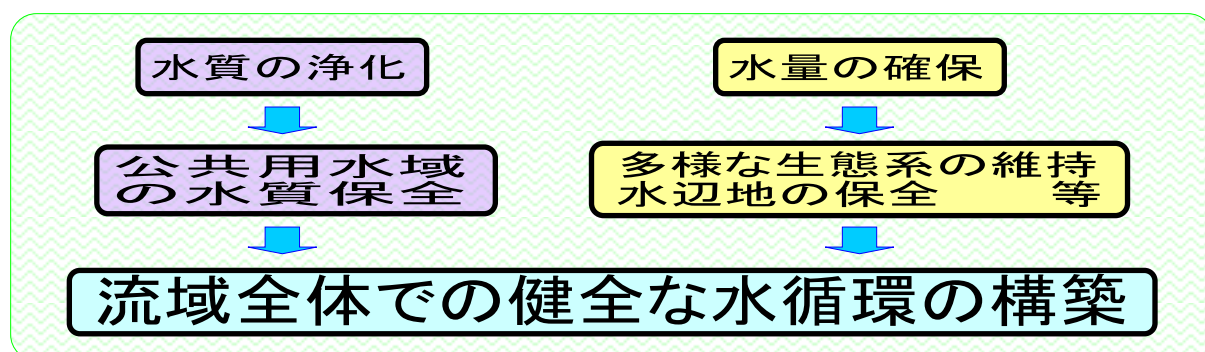 水質の浄化
水量の確保
公共用水域
の水質保全
多様な生態系の維持
水辺地の保全　　等
流域全体での健全な水循環の構築